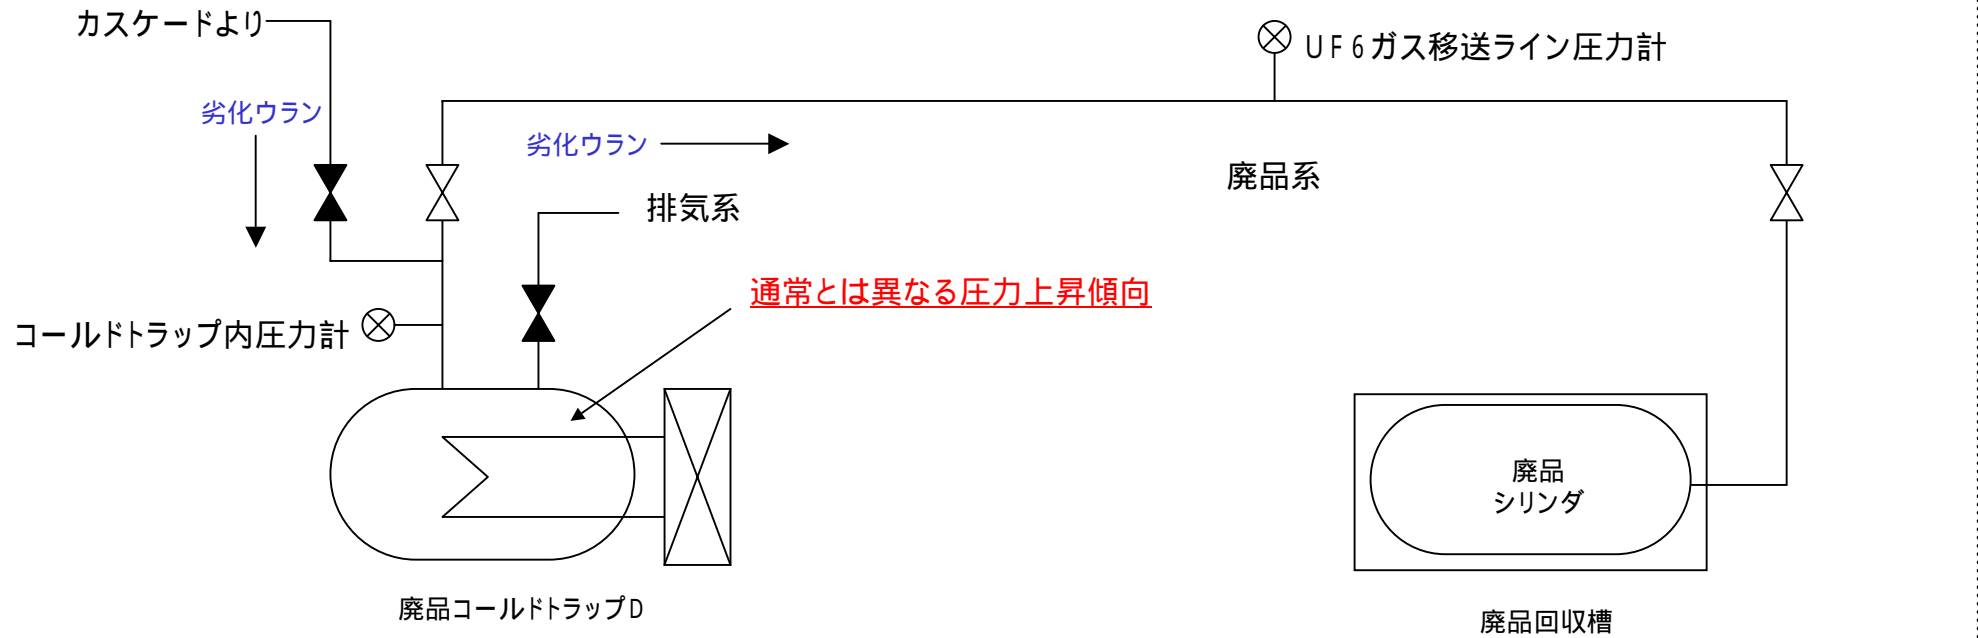 カスケードより
UF6ガス移送ライン圧力計
劣化ウラン
劣化ウラン
廃品系
排気系
通常とは異なる圧力上昇傾向
コールドトラップ内圧力計
廃品
シリンダ
廃品コールドトラップD
廃品回収槽